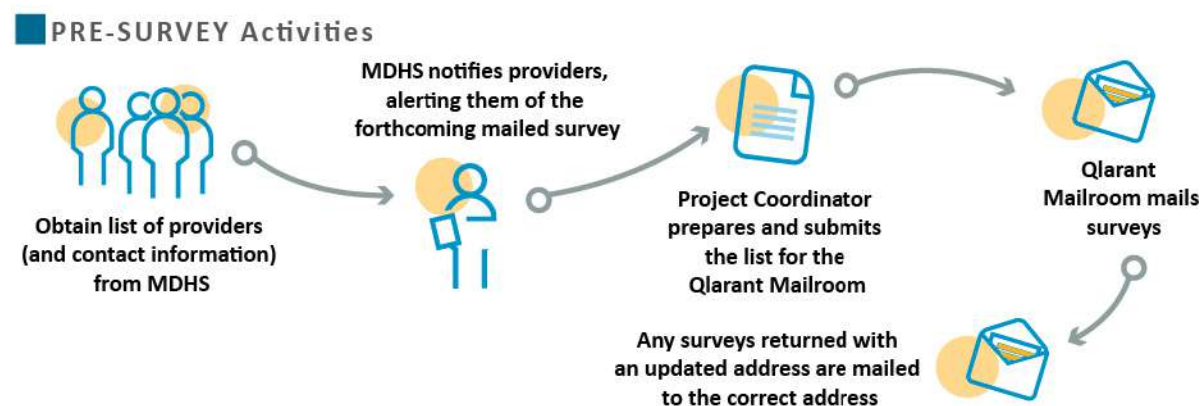 PRE-SURVEY Activities
Obtain list of providers
(and contact information)
from MDHS
MDHS notifies providers,
alerting them of the
forthcoming mailed survey
Project Coordinator
prepares and submits
the list for the
Qlarant Mailroom
Qlarant
Mailroom mails
surveys
Any surveys returned with
an updated address are mailed
to the correct address